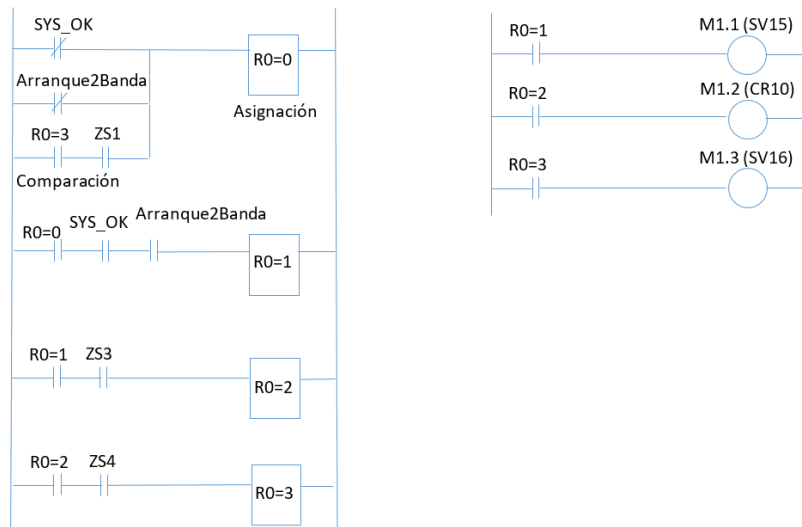 SYS_OK
R0=0
Asignación
Arranque2Banda
R0=3 ZS1
Comparación
R0=0 SYS_OK Arranque2Banda
R0=1
R0=1 ZS3
R0=2
R0=2 ZS4
R0=3
R0=1 M1.1 (SV15)
R0=2 M1.2 (CR10)
R0=3 M1.3 (SV16)